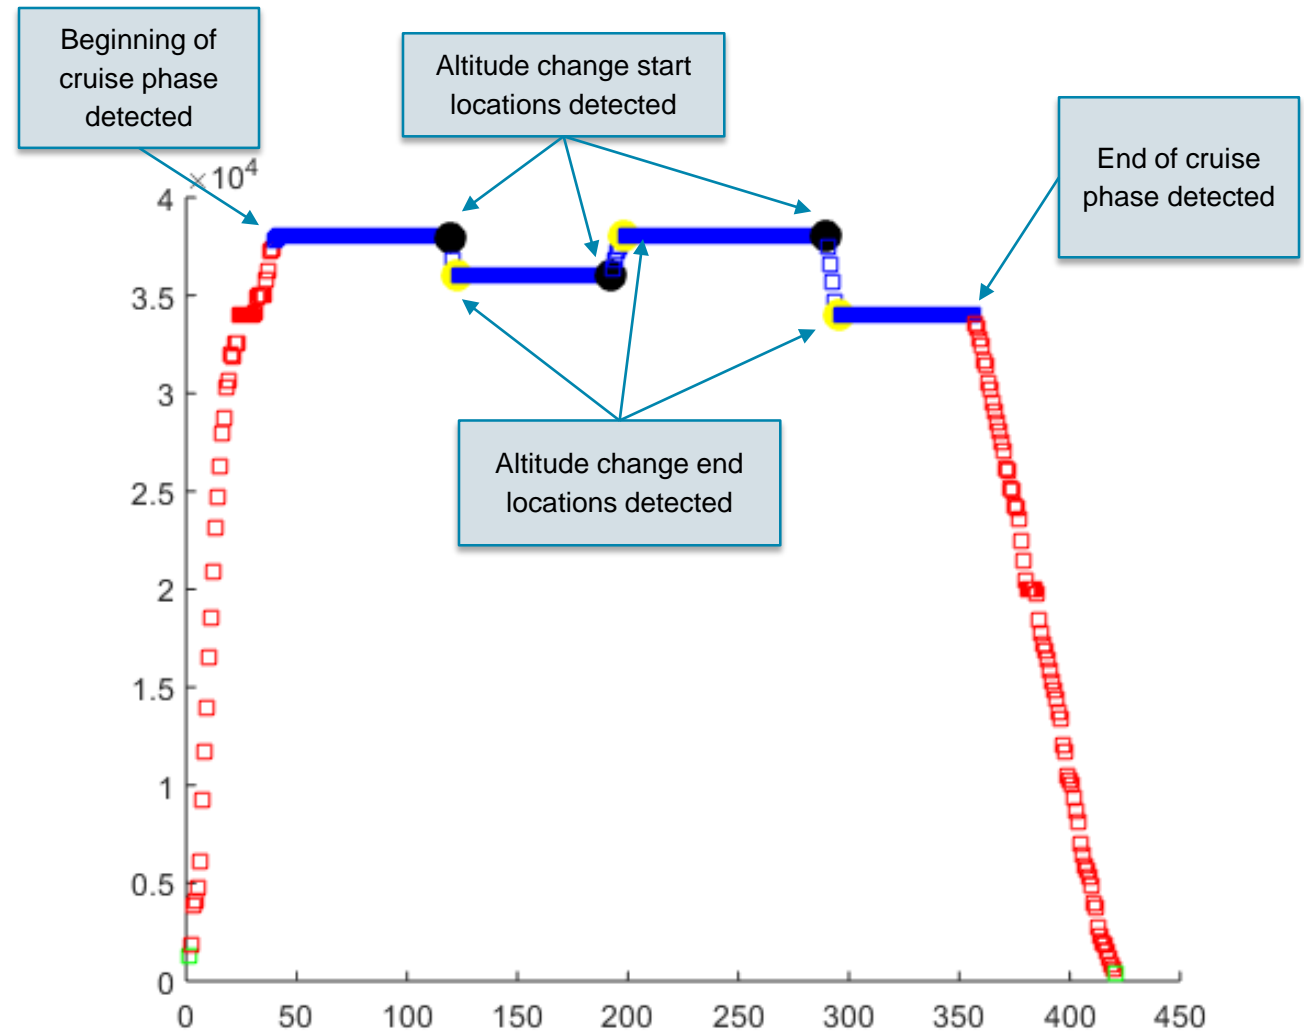 Beginning of
cruise phase
detected
Altitude change start
locations detected
End of cruise
phase detected
×10⁴
4
3.5
3
2.5
2
1.5
1
0.5
0
Altitude change end
locations detected
0 50 100 150 200 250 300 350 400 450